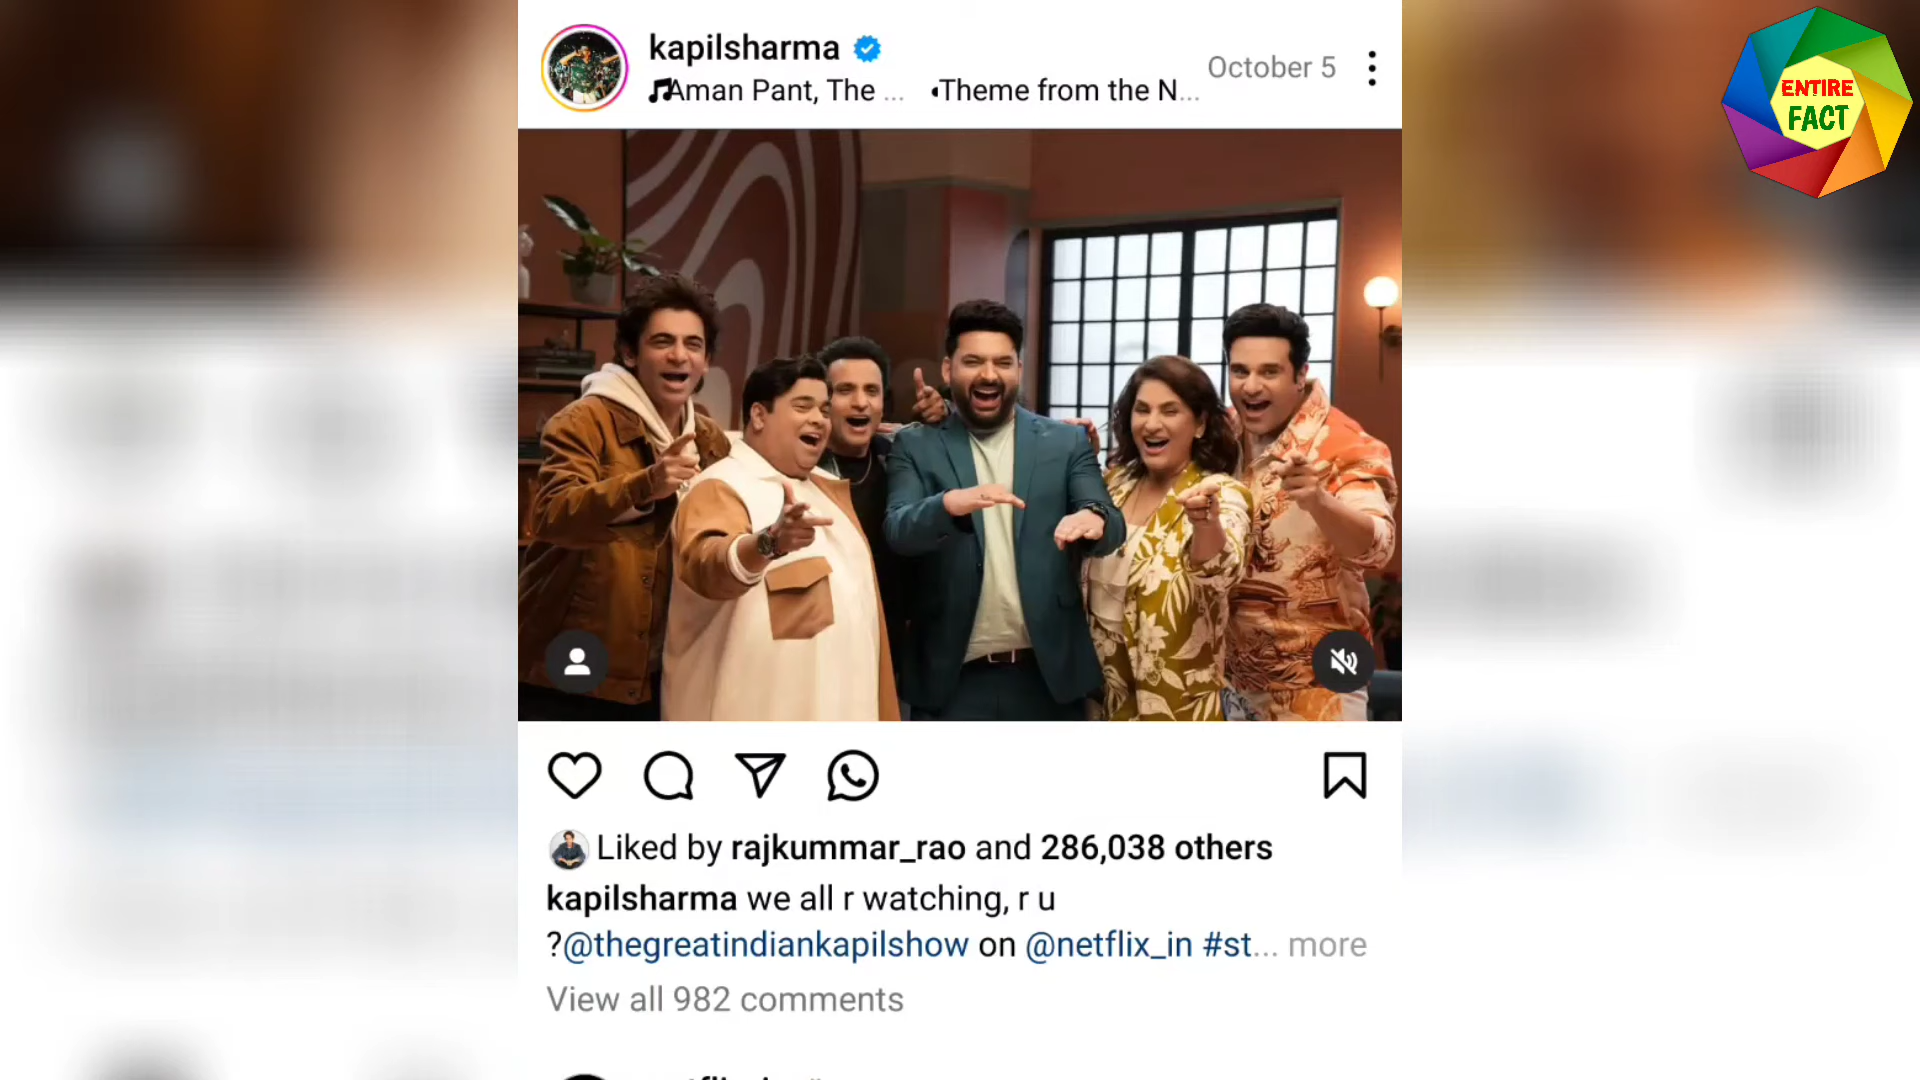 kapilsharma
Aman Pant, The ... •Theme from the N...
October 5
ENTIRE
FACT
Liked by rajkummar_rao and 286,038 others
kapilsharma we all r watching, r u
?@thegreatindiankapilshow on @netflix_in #st... more
View all 982 comments